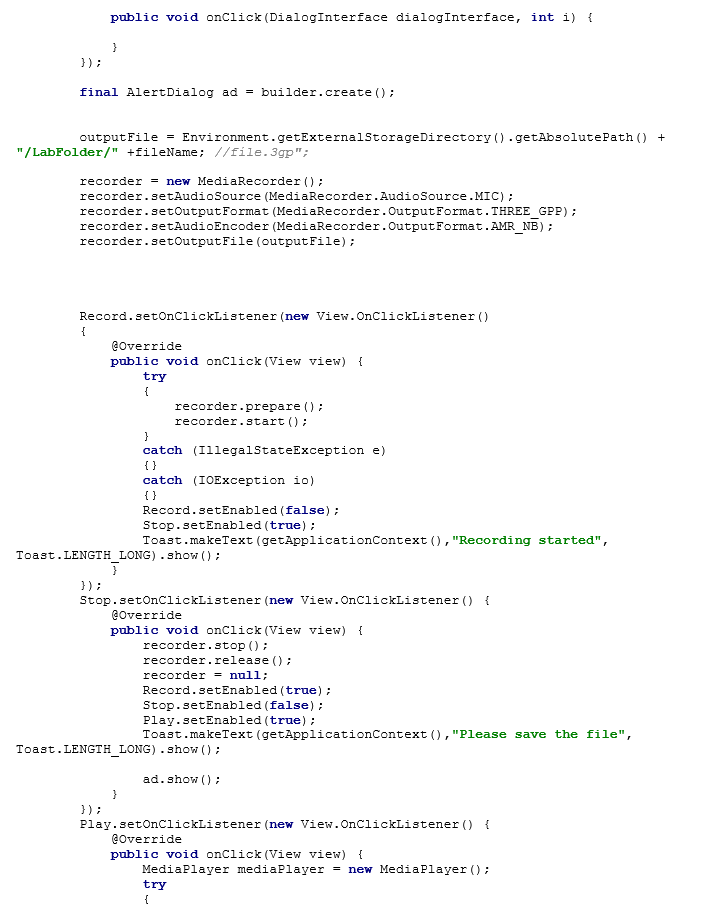 public void onClick(DialogInterface dialogInterface, int i) {
}
});
final AlertDialog ad = builder.create();
outputFile = Environment.getExternalStorageDirectory().getAbsolutePath() +
"/LabFolder/" +fileName; //file.3gp";
recorder = new MediaRecorder();
recorder.setAudioSource(MediaRecorder.AudioSource.MIC);
recorder.setOutputFormat(MediaRecorder.OutputFormat.THREE_GPP);
recorder.setAudioEncoder(MediaRecorder.OutputFormat.AMR_NB);
recorder.setOutputFile(outputFile);
Record.setOnClickListener(new View.OnClickListener()
{
@Override
public void onClick(View view) {
try
{
recorder.prepare();
recorder.start();
}
catch (IllegalStateException e)
{}
catch (IOException io)
{}
Record.setEnabled(false);
Stop.setEnabled(true);
Toast.makeText(getApplicationContext(),"Recording started",
Toast.LENGTH_LONG).show();
}
});
Stop.setOnClickListener(new View.OnClickListener() {
@Override
public void onClick(View view) {
recorder.stop();
recorder.release();
recorder = null;
Record.setEnabled(true);
Stop.setEnabled(false);
Play.setEnabled(true);
Toast.makeText(getApplicationContext(),"Please save the file",
Toast.LENGTH_LONG).show();
ad.show();
}
});
Play.setOnClickListener(new View.OnClickListener() {
@Override
public void onClick(View view) {
MediaPlayer mediaPlayer = new MediaPlayer();
try
{